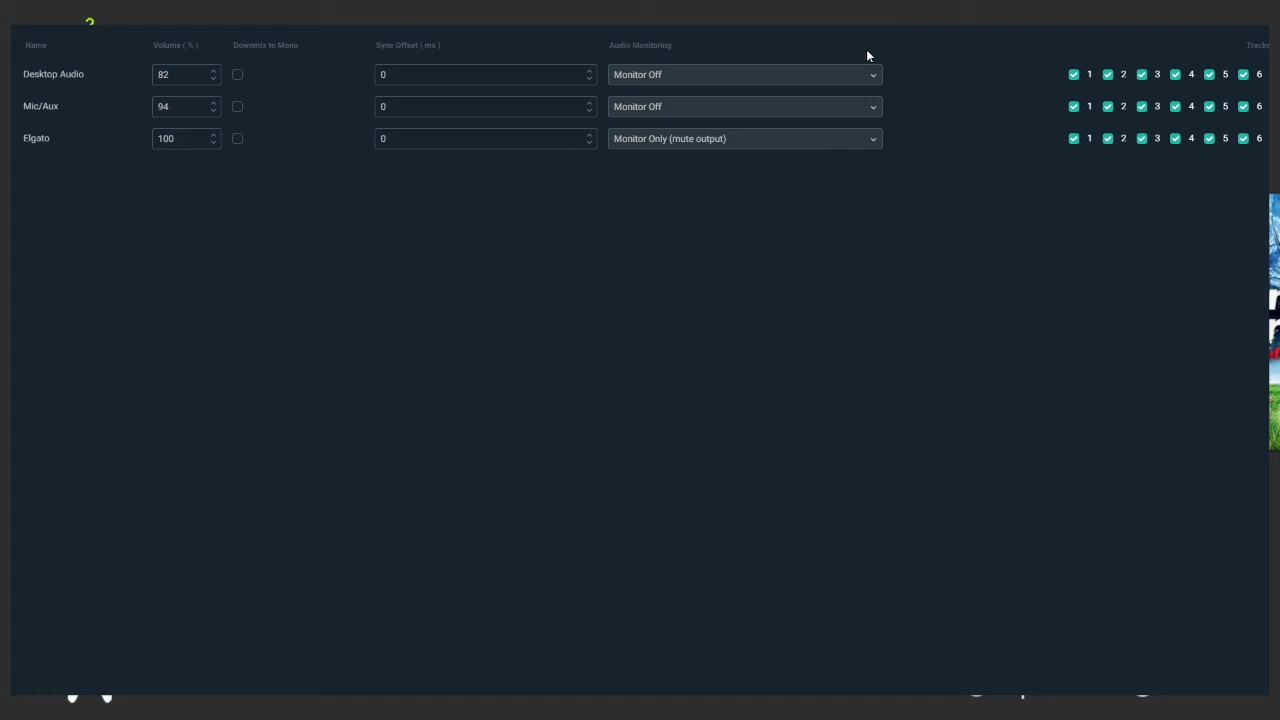 Name Volume ( % ) Downmix to Mono Sync Offset ( ms ) Audio Monitoring Tracks
Desktop Audio 82 0 Monitor Off 1 2 3 4 5 6
Mic/Aux 94 0 Monitor Off 1 2 3 4 5 6
Elgato 100 0 Monitor Only (mute output) 1 2 3 4 5 6